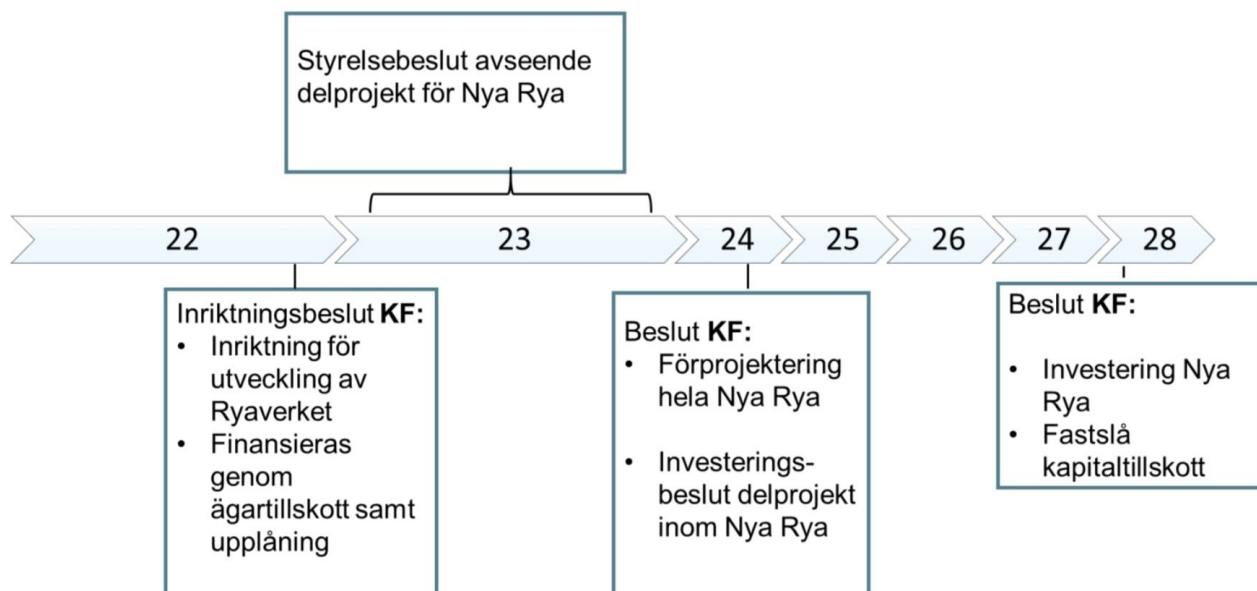 Styrelsebeslut avseende
delprojekt för Nya Rya
22
23
24
25
26
27
28
Inriktningsbeslut KF:
• Inriktning för
utveckling av
Ryaverket
• Finansieras
genom
ägartillskott samt
upplåning
Beslut KF:
• Förprojektering
hela Nya Rya
• Investerings-
beslut delprojekt
inom Nya Rya
Beslut KF:
• Investering Nya
Rya
• Fastslå
kapitaltillskott